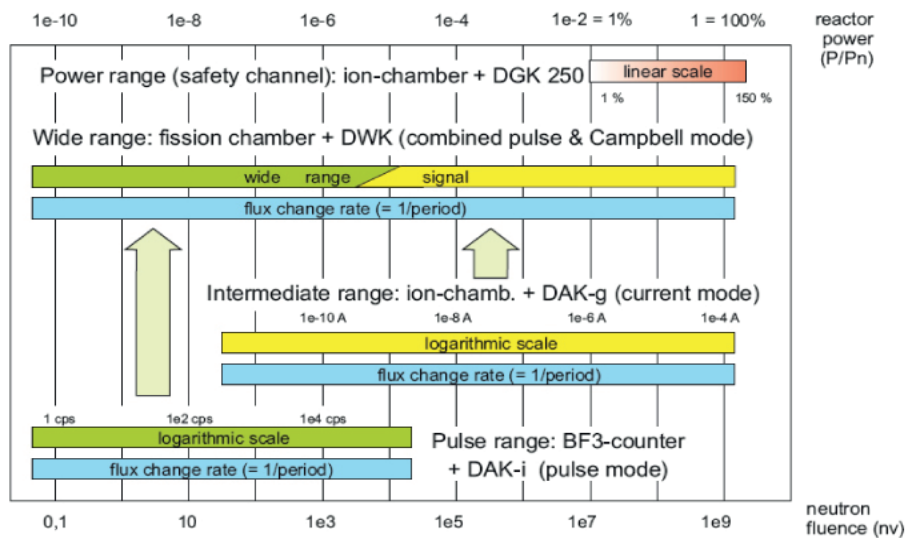 1e-10 1e-8 1e-6 1e-4 1e-2 = 1% 1 = 100% reactor
power
(P/Pn)
Power range (safety channel): ion-chamber + DGK 250 linear scale
1 % 150 %
Wide range: fission chamber + DWK (combined pulse & Campbell mode)
wide range signal
flux change rate (= 1/period)
Intermediate range: ion-chamb. + DAK-g (current mode)
1e-10 A 1e-8 A 1e-6 A 1e-4 A
logarithmic scale
flux change rate (= 1/period)
1 cps 1e2 cps 1e4 cps
logarithmic scale
Pulse range: BF3-counter
flux change rate (= 1/period)
+ DAK-i (pulse mode)
0,1 10 1e3 1e5 1e7 1e9 neutron
fluence (nv)